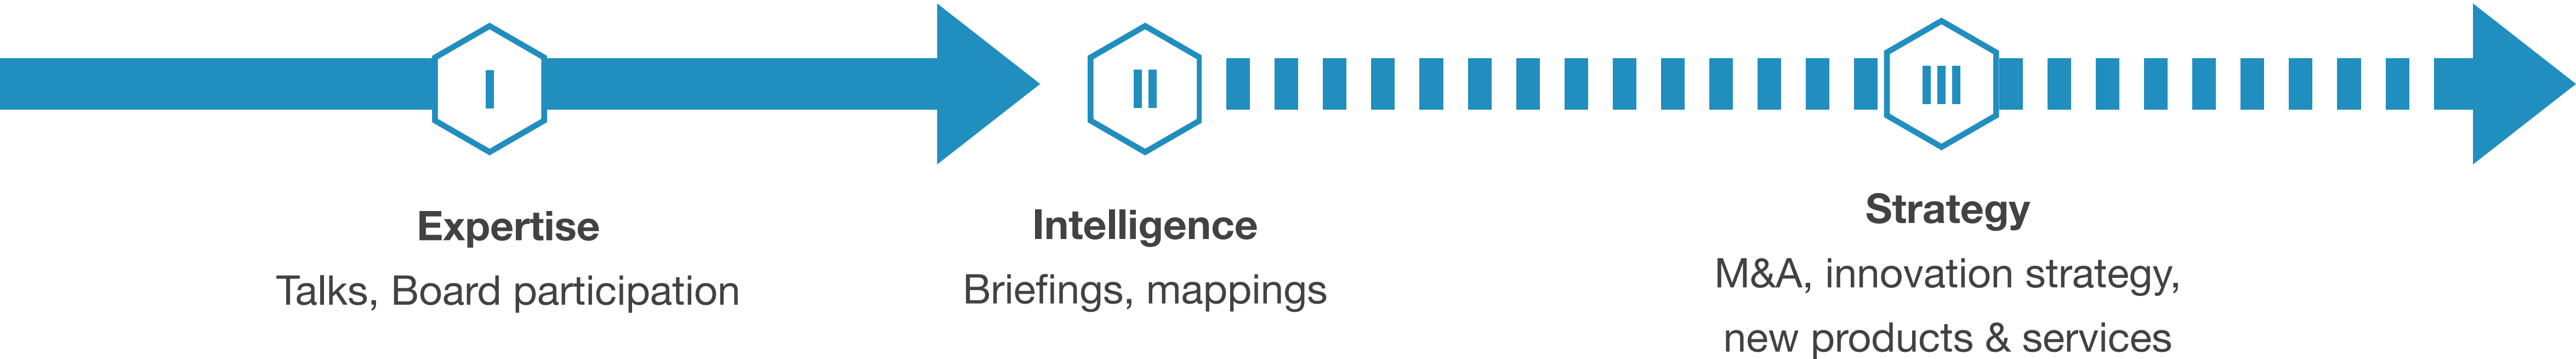 I
II
III
Expertise
Talks, Board participation
Intelligence
Briefings, mappings
Strategy
M&A, innovation strategy,
new products & services